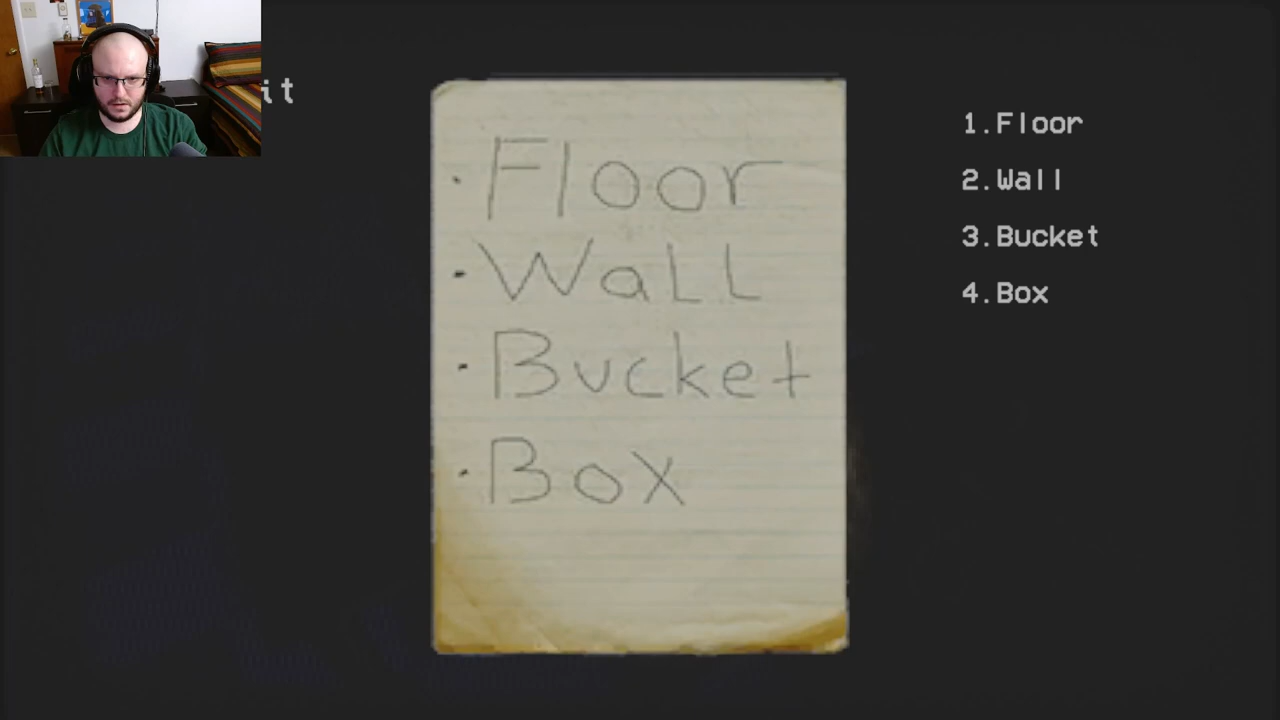 it
· Floor
· Wall
· Bucket
· Box
1.Floor
2.Wall
3.Bucket
4.Box